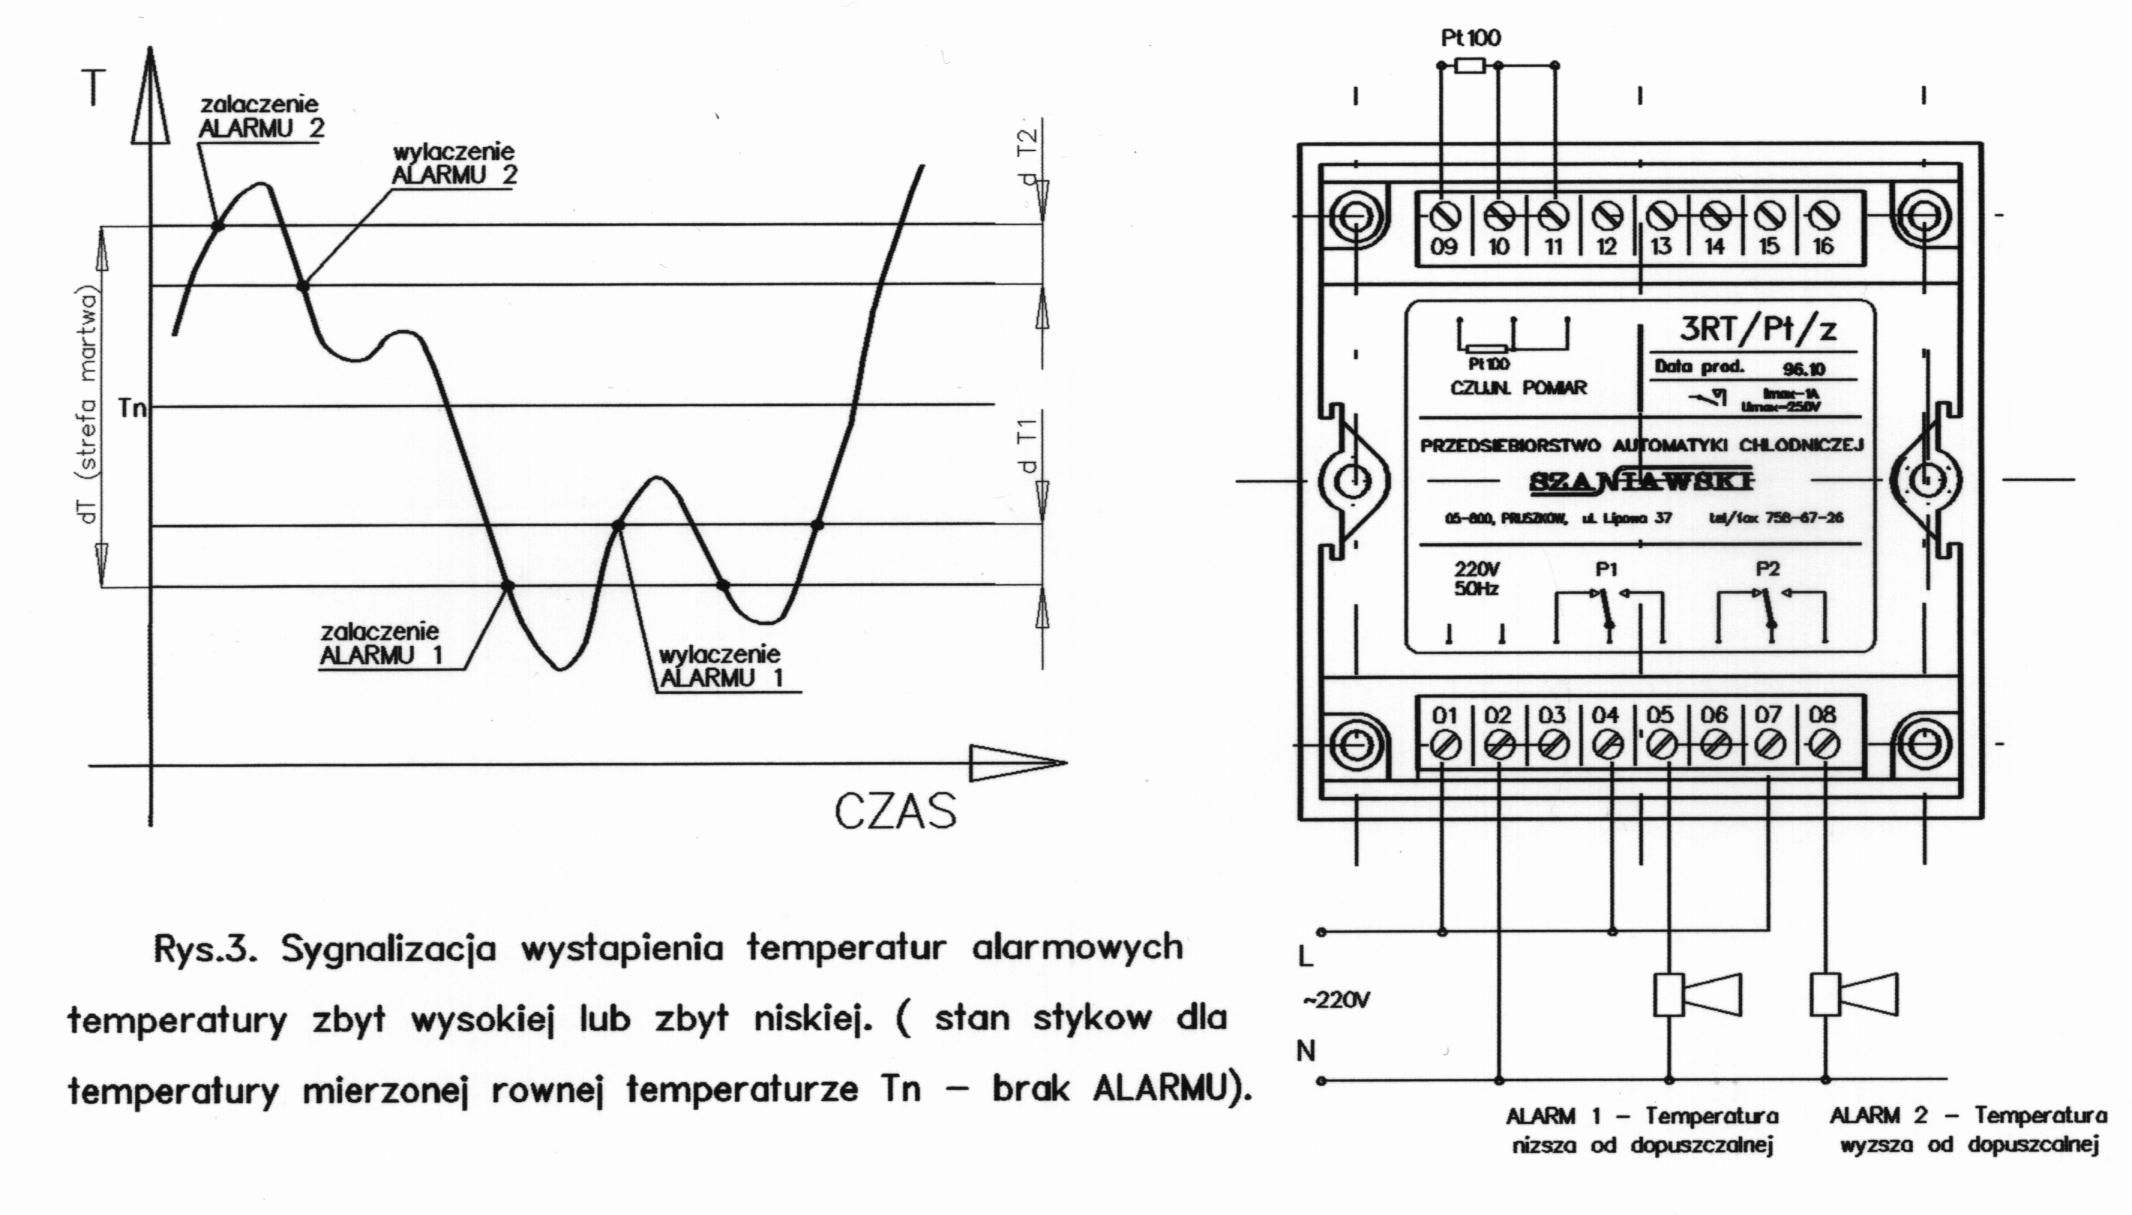 T
zalaczenie
ALARMU 2
wylaczenie
ALARMU 2
d T2
dT (strefa martwa)
Tn
d T1
zalaczenie
ALARMU 1
wylaczenie
ALARMU 1
CZAS
Rys.3. Sygnalizacja wystapienia temperatur alarmowych
temperatury zbyt wysokiej lub zbyt niskiej. ( stan stykow dla
temperatury mierzonej rownej temperaturze Tn – brak ALARMU).
Pt100
09 10 11 12 13 14 15 16
Pt100
CZUJN. POMIAR
3RT/Pt/z
Data prod. 96.10
Imax-1A
Umax-250V
PRZEDSIEBIORSTWO AUTOMATYKI CHLODNICZEJ
SZANIAWSKI
05-800, PRUSZKOW, ul. Lipowa 37 tel/fax 758-67-26
220V
50Hz
P1
P2
01 02 03 04 05 06 07 08
L
~220V
N
ALARM 1 – Temperatura
nizsza od dopuszczalnej
ALARM 2 – Temperatura
wyzsza od dopuszcalnej